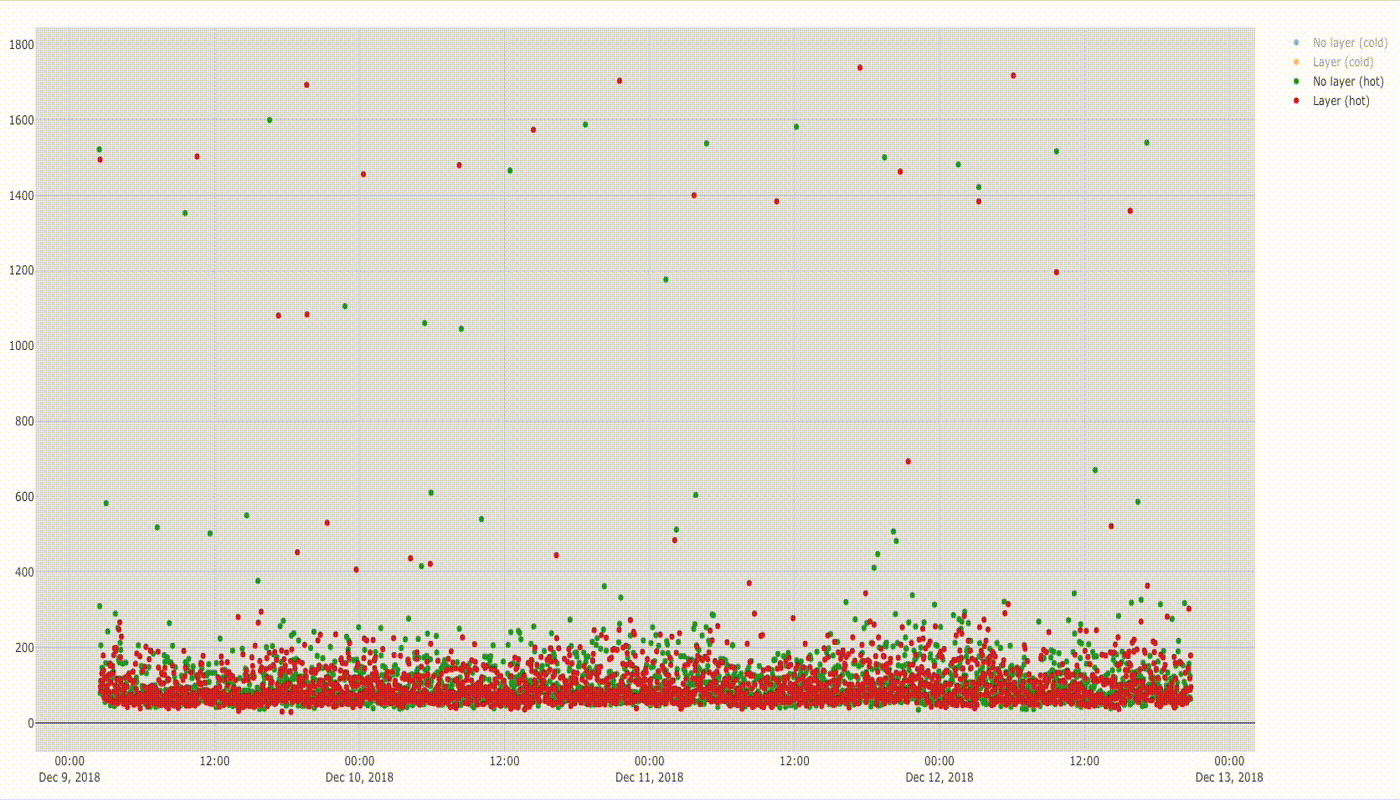 1800
1600
1400
1200
1000
800
600
400
200
0
00:00 12:00 00:00 12:00 00:00 12:00 00:00 12:00 00:00
Dec 9, 2018 Dec 10, 2018 Dec 11, 2018 Dec 12, 2018 Dec 13, 2018
No layer (cold)
Layer (cold)
No layer (hot)
Layer (hot)